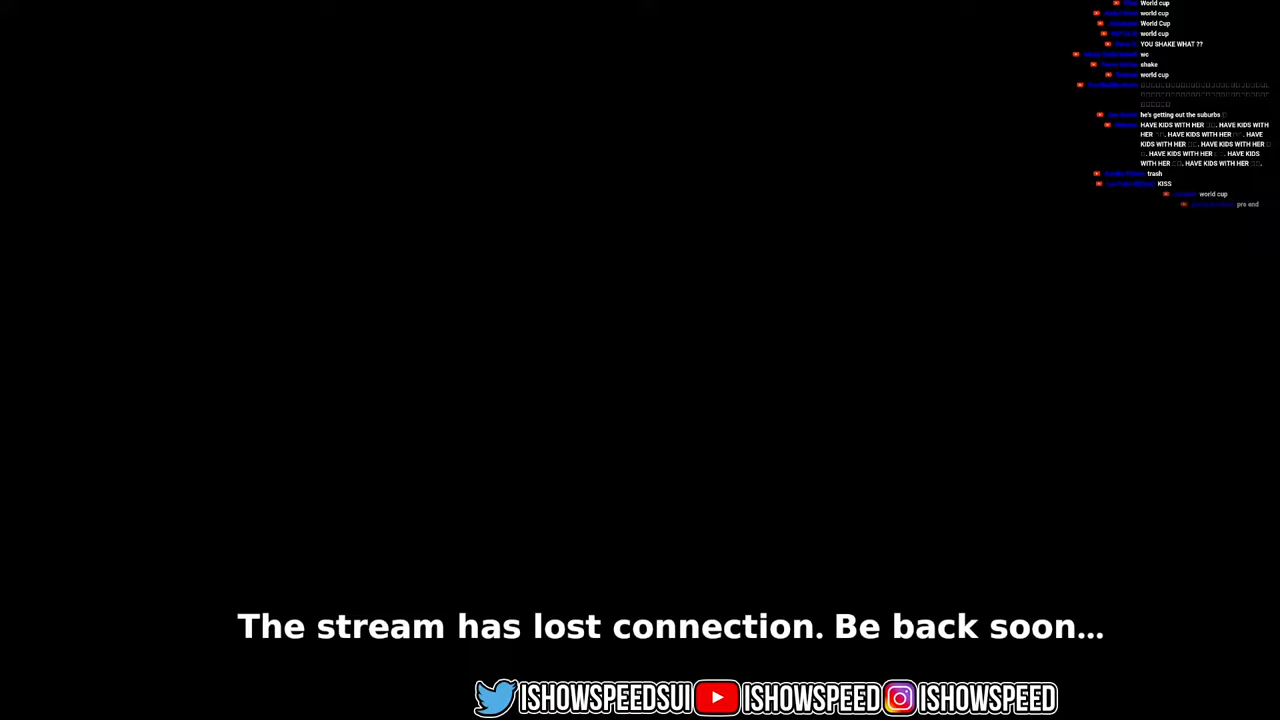 World cup
world cup
World Cup
world cup
YOU SHAKE WHAT ??
wc
shake
world cup
he's getting out the suburbs
HAVE KIDS WITH HER . HAVE KIDS WITH
HER . HAVE KIDS WITH HER . HAVE
KIDS WITH HER . HAVE KIDS WITH HER
. HAVE KIDS WITH HER . HAVE KIDS
WITH HER . HAVE KIDS WITH HER .
trash
KISS
world cup
pre end
The stream has lost connection. Be back soon...
ISHOWSPEEDSUI ISHOWSPEED ISHOWSPEED